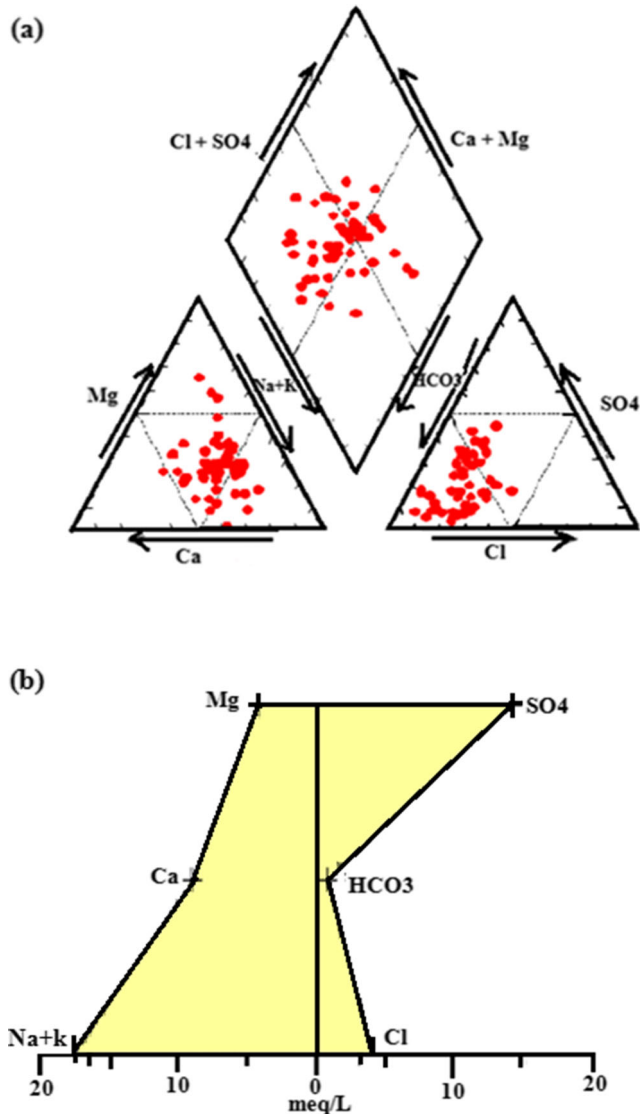 (a)
Cl + SO4
Ca + Mg
Mg
Na+K
HCO3
SO4
Ca
Cl
(b)
Mg
SO4
Ca
HCO3
Na+k
Cl
20
10
0
10
20
meq/L